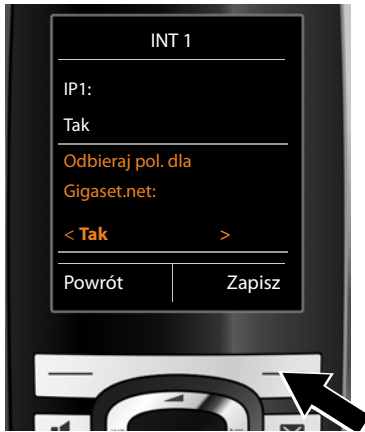 INT 1
IP1:
Tak
Odbieraj pol. dla
Gigaset.net:
< Tak >
Powrót Zapisz